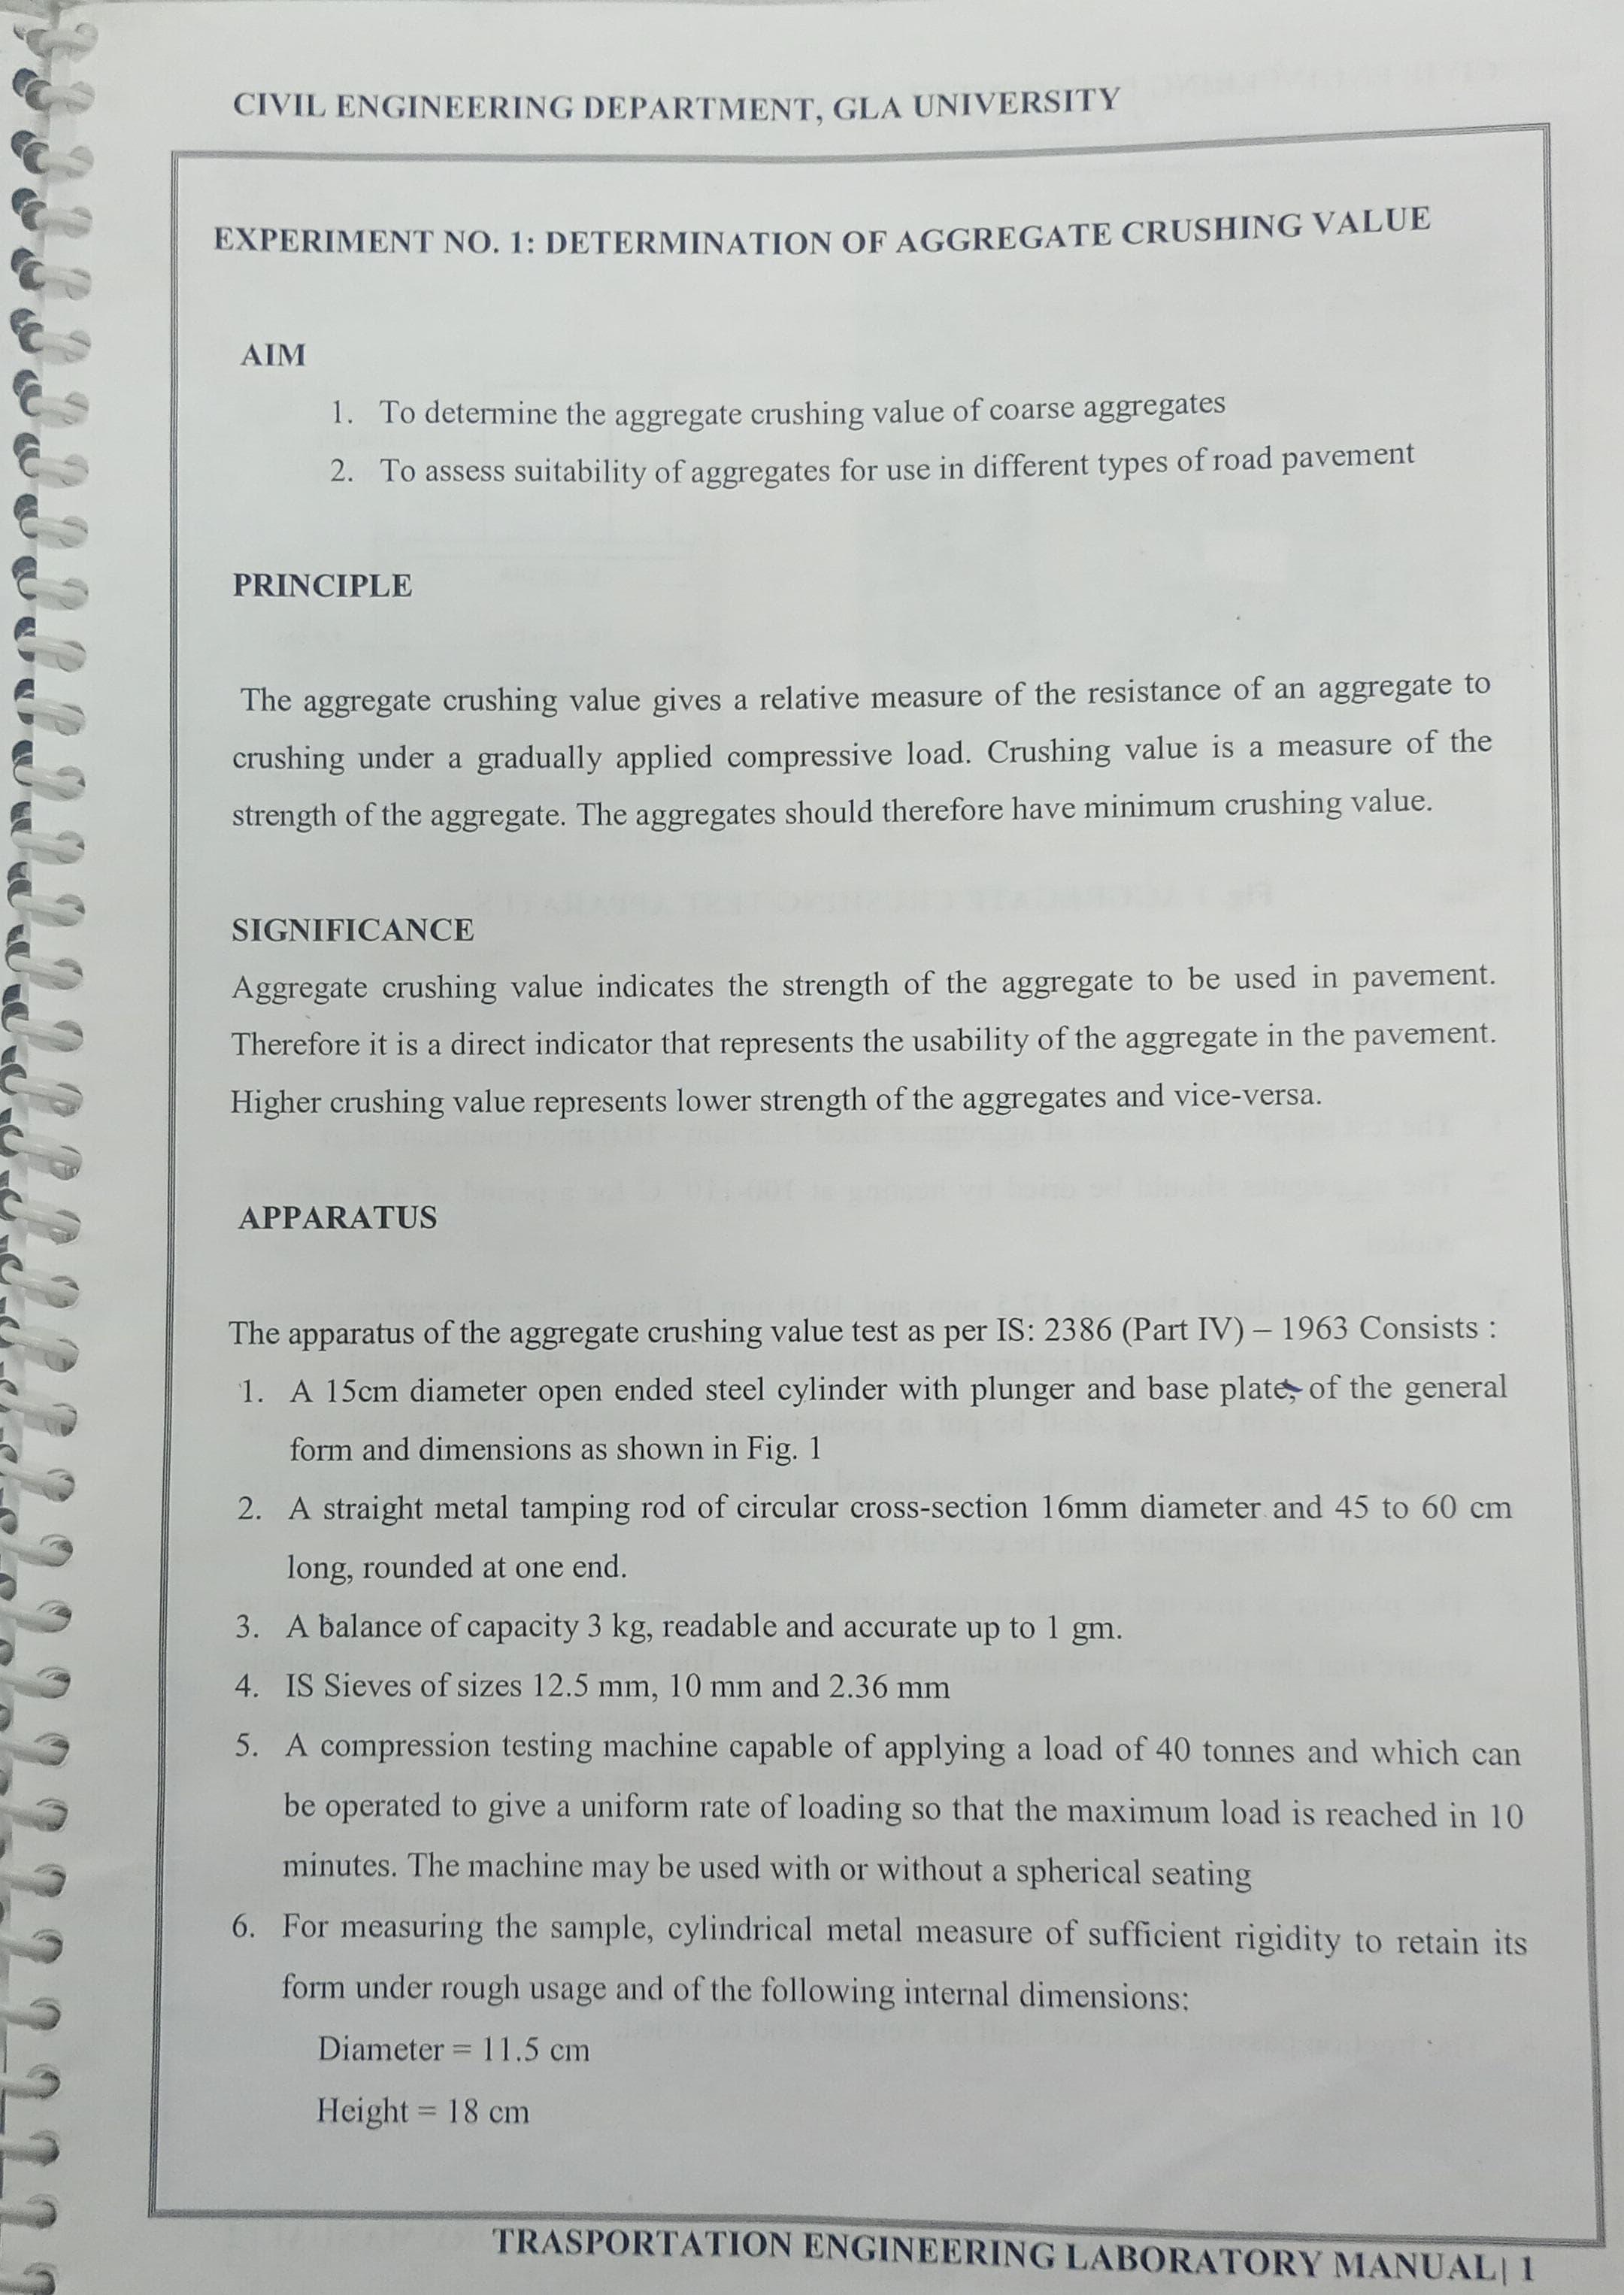 CIVIL ENGINEERING DEPARTMENT, GLA UNIVERSITY
EXPERIMENT NO. 1: DETERMINATION OF AGGREGATE CRUSHING VALUE
AIM
1. To determine the aggregate crushing value of coarse aggregates
2. To assess suitability of aggregates for use in different types of road pavement
PRINCIPLE
The aggregate crushing value gives a relative measure of the resistance of an aggregate to
crushing under a gradually applied compressive load. Crushing value is a measure of the
strength of the aggregate. The aggregates should therefore have minimum crushing value.
SIGNIFICANCE
Aggregate crushing value indicates the strength of the aggregate to be used in pavement.
Therefore it is a direct indicator that represents the usability of the aggregate in the pavement.
Higher crushing value represents lower strength of the aggregates and vice-versa.
APPARATUS
The apparatus of the aggregate crushing value test as per IS: 2386 (Part IV) – 1963 Consists :
1. A 15cm diameter open ended steel cylinder with plunger and base plate, of the general
form and dimensions as shown in Fig. 1
2. A straight metal tamping rod of circular cross-section 16mm diameter and 45 to 60 cm
long, rounded at one end.
3. A balance of capacity 3 kg, readable and accurate up to 1 gm.
4. IS Sieves of sizes 12.5 mm, 10 mm and 2.36 mm
5. A compression testing machine capable of applying a load of 40 tonnes and which can
be operated to give a uniform rate of loading so that the maximum load is reached in 10
minutes. The machine may be used with or without a spherical seating
6. For measuring the sample, cylindrical metal measure of sufficient rigidity to retain its
form under rough usage and of the following internal dimensions:
Diameter = 11.5 cm
Height = 18 cm
TRASPORTATION ENGINEERING LABORATORY MANUAL| 1